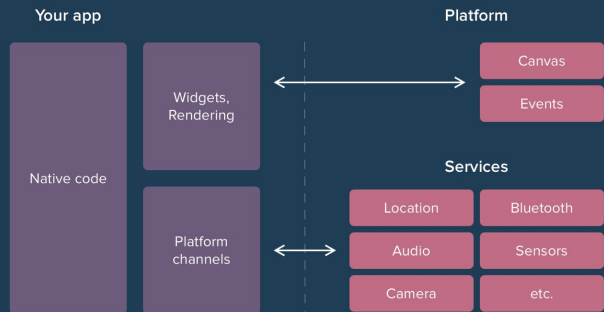 Your app
Platform
Native code
Widgets,
Rendering
Canvas
Events
Services
Platform
channels
Location
Bluetooth
Audio
Sensors
Camera
etc.